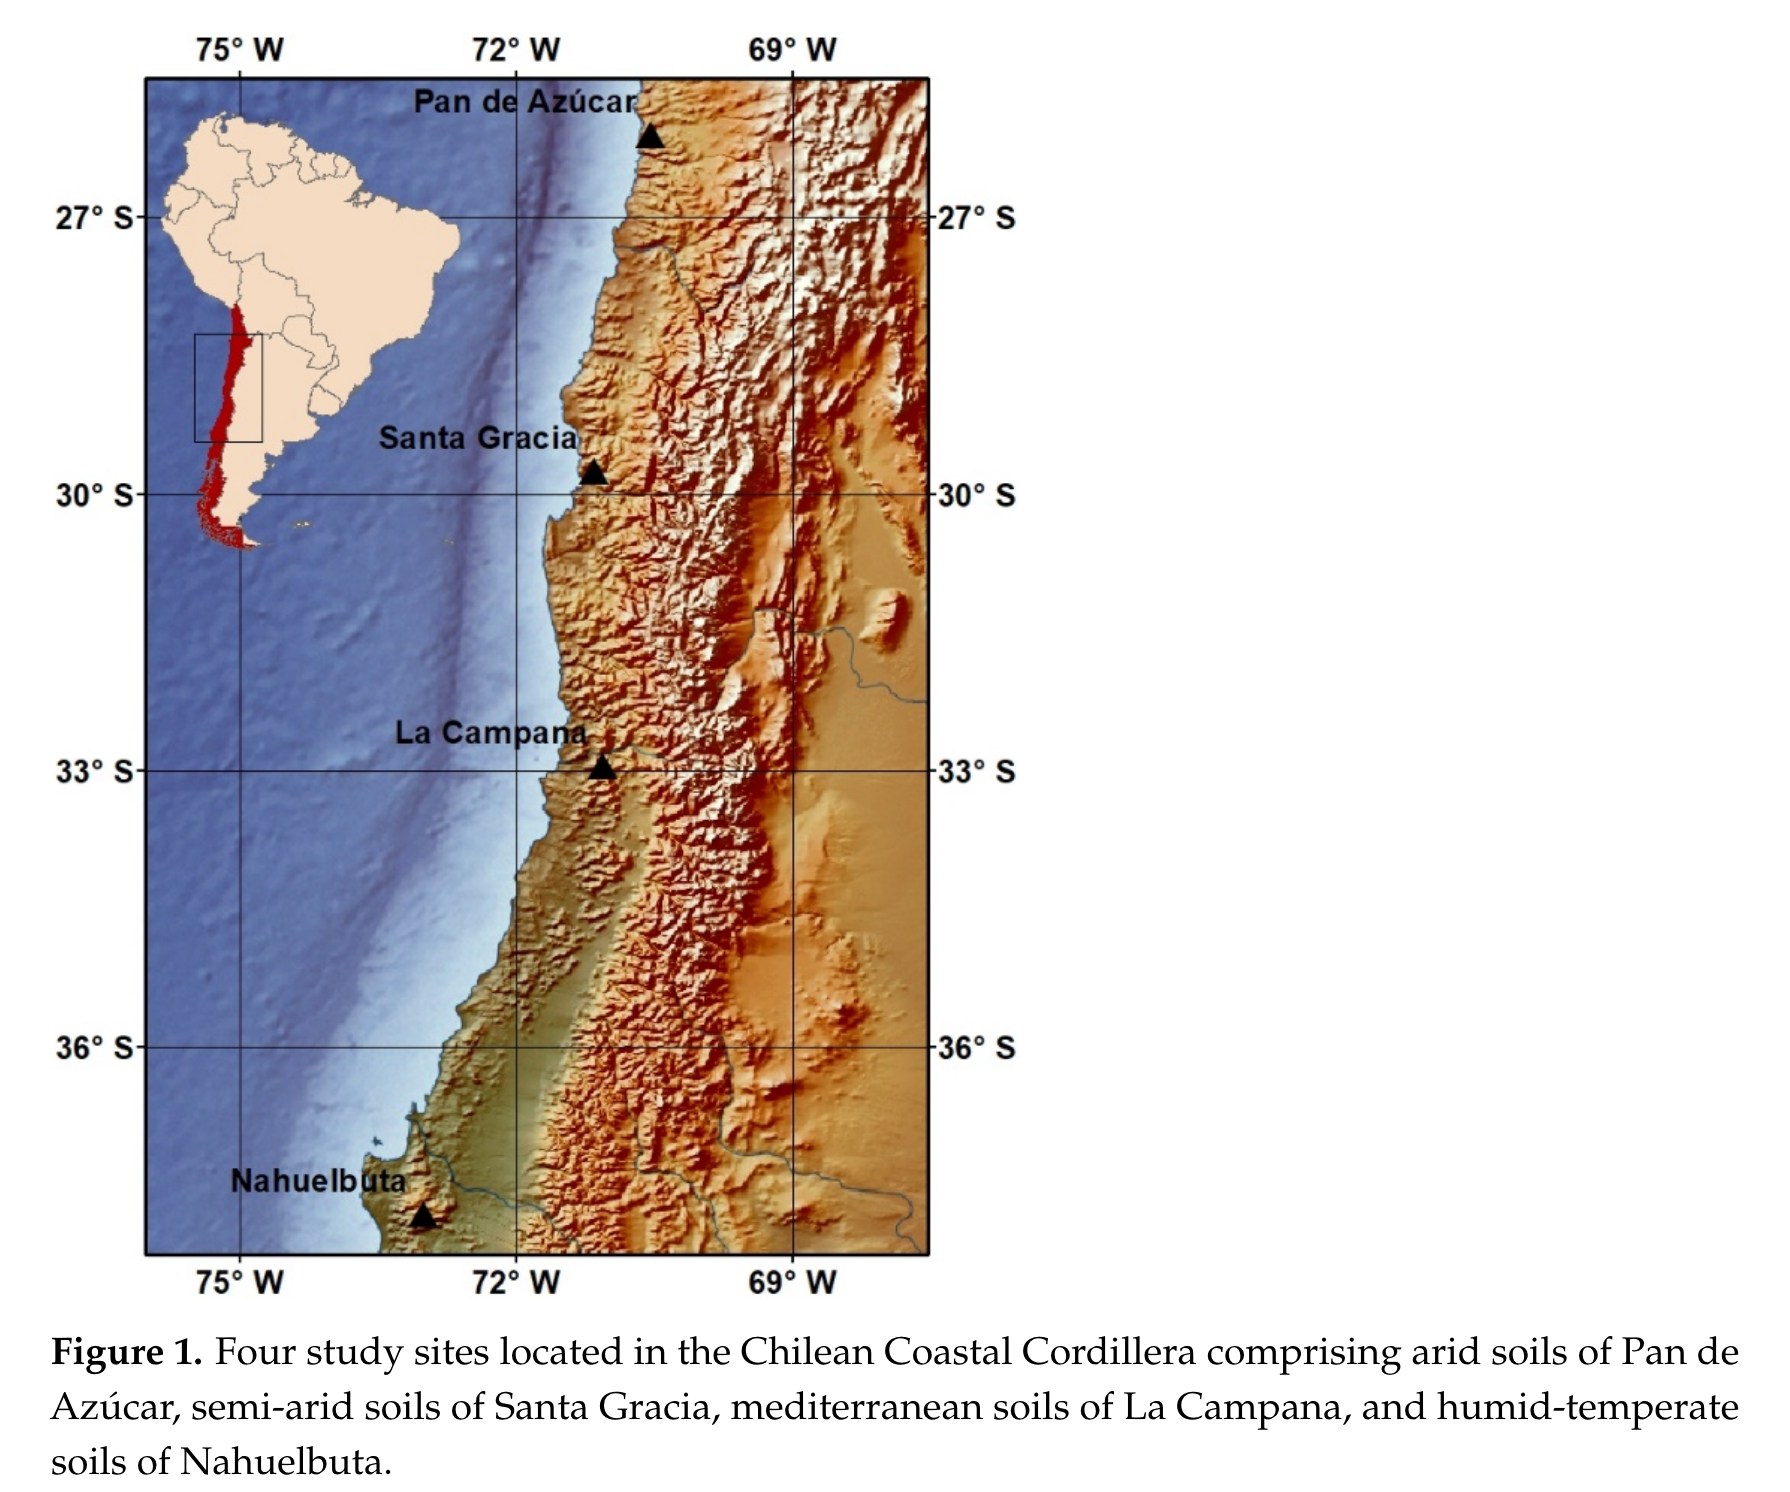 75° W 72° W 69° W
Pan de Azúcar
27° S 27° S
Santa Gracia
30° S 30° S
La Campana
33° S 33° S
36° S 36° S
Nahuelbuta
75° W 72° W 69° W
Figure 1. Four study sites located in the Chilean Coastal Cordillera comprising arid soils of Pan de
Azúcar, semi-arid soils of Santa Gracia, mediterranean soils of La Campana, and humid-temperate
soils of Nahuelbuta.